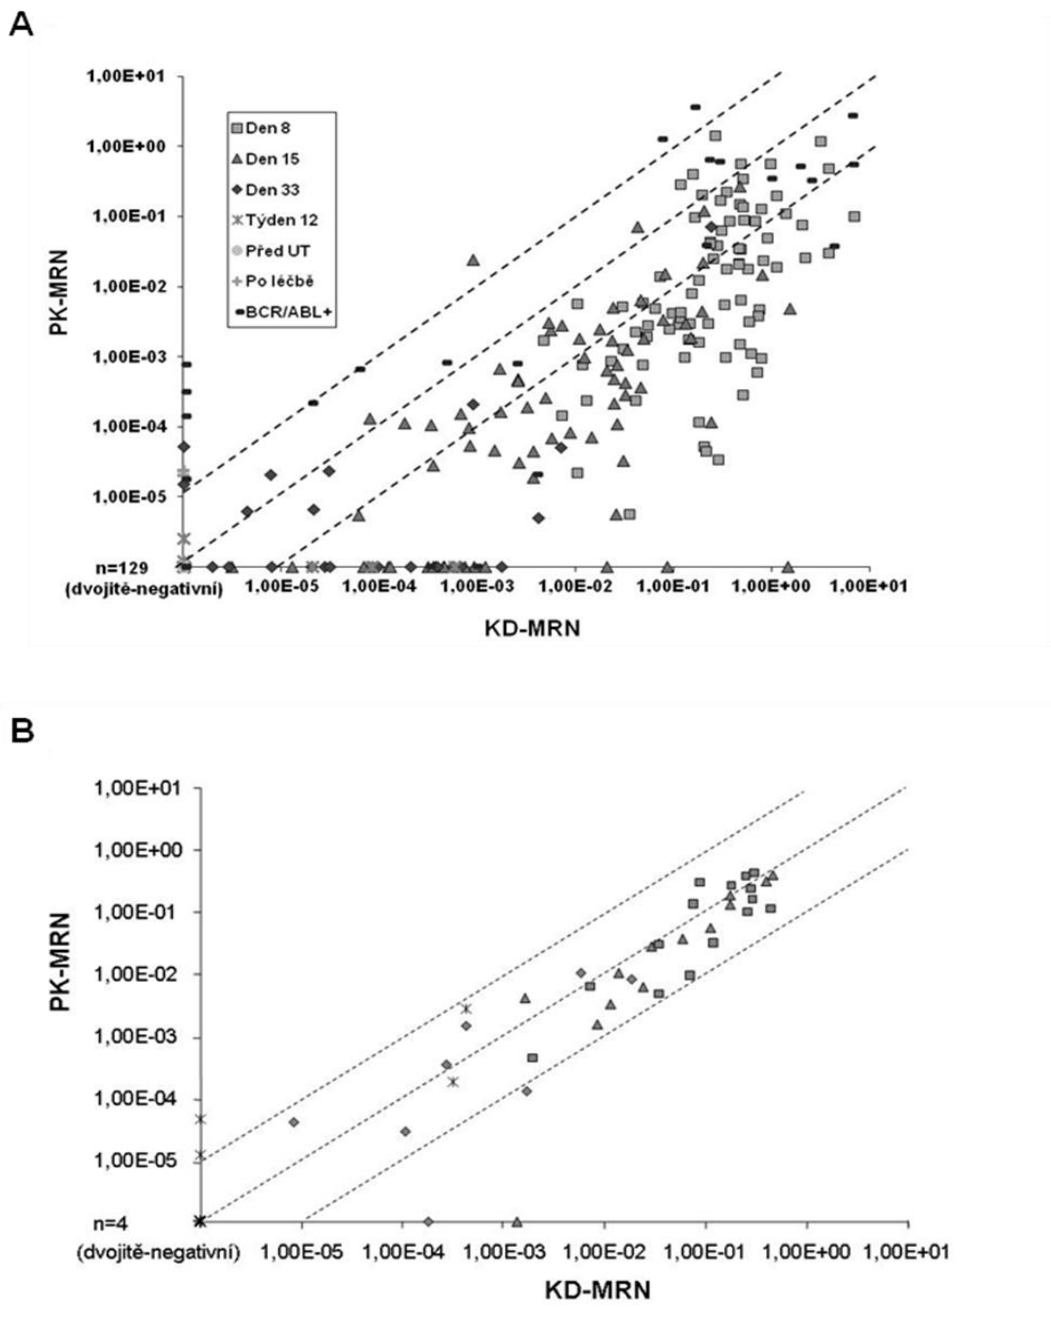 A
1,00E+01
1,00E+00
1,00E-01
1,00E-02
1,00E-03
1,00E-04
1,00E-05
n=129
(dvojitě-negativní)
PK-MRN
Den 8
Den 15
Den 33
Týden 12
Před UT
Po léčbě
BCR/ABL+
1,00E-05 1,00E-04 1,00E-03 1,00E-02 1,00E-01 1,00E+00 1,00E+01
KD-MRN
B
1,00E+01
1,00E+00
1,00E-01
1,00E-02
1,00E-03
1,00E-04
1,00E-05
n=4
(dvojitě-negativní)
PK-MRN
1,00E-05 1,00E-04 1,00E-03 1,00E-02 1,00E-01 1,00E+00 1,00E+01
KD-MRN